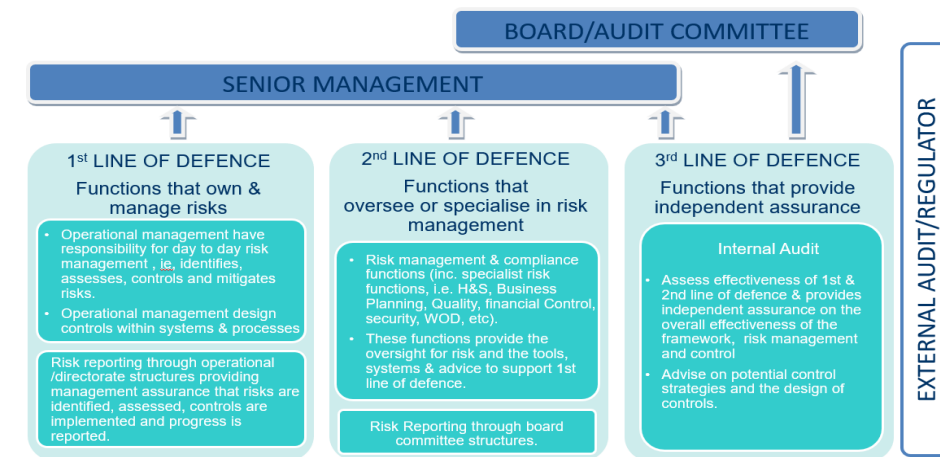 BOARD/AUDIT COMMITTEE
SENIOR MANAGEMENT
1st LINE OF DEFENCE
Functions that own &
manage risks
• Operational management have
responsibility for day to day risk
management , ie, identifies,
assesses, controls and mitigates
risks.
• Operational management design
controls within systems & processes
Risk reporting through operational
/directorate structures providing
management assurance that risks are
identified, assessed, controls are
implemented and progress is
reported.
2nd LINE OF DEFENCE
Functions that
oversee or specialise in risk
management
• Risk management & compliance
functions (inc. specialist risk
functions, i.e. H&S, Business
Planning, Quality, financial Control,
security, WOD, etc).
• These functions provide the
oversight for risk and the tools,
systems & advice to support 1st
line of defence.
Risk Reporting through board
committee structures.
3rd LINE OF DEFENCE
Functions that provide
independent assurance
Internal Audit
• Assess effectiveness of 1st &
2nd line of defence & provides
independent assurance on the
overall effectiveness of the
framework, risk management
and control
• Advise on potential control
strategies and the design of
controls.
EXTERNAL AUDIT/REGULATOR